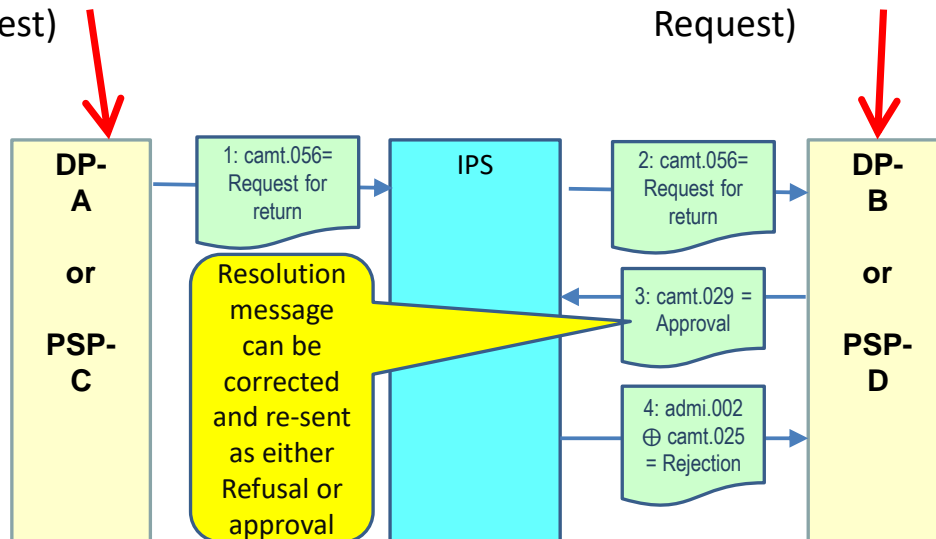 est)
Request)
DP-
A
or
PSP-
C
1: camt.056=
Request for
return
IPS
2: camt.056=
Request for
return
DP-
B
or
PSP-
D
Resolution
message
can be
corrected
and re-sent
as either
Refusal or
approval
3: camt.029 =
Approval
4: admi.002
⊕ camt.025
= Rejection